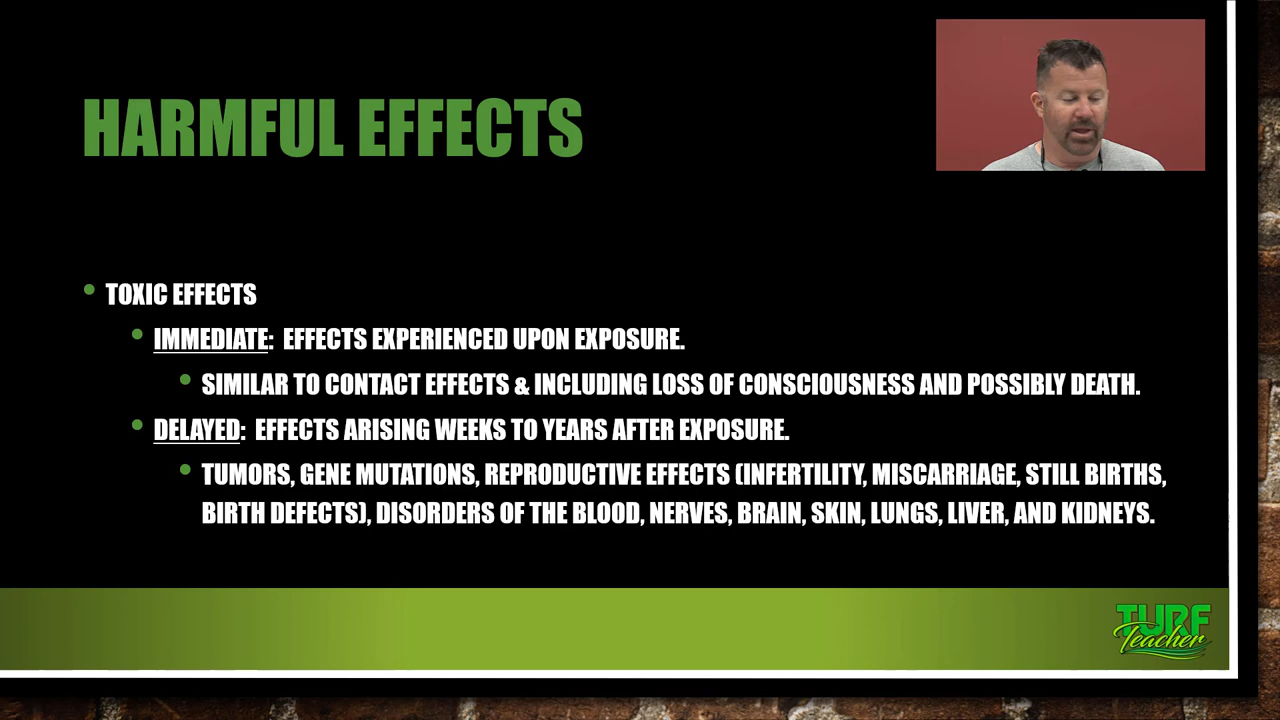 HARMFUL EFFECTS
TOXIC EFFECTS
IMMEDIATE: EFFECTS EXPERIENCED UPON EXPOSURE.
SIMILAR TO CONTACT EFFECTS & INCLUDING LOSS OF CONSCIOUSNESS AND POSSIBLY DEATH.
DELAYED: EFFECTS ARISING WEEKS TO YEARS AFTER EXPOSURE.
TUMORS, GENE MUTATIONS, REPRODUCTIVE EFFECTS (INFERTILITY, MISCARRIAGE, STILL BIRTHS,
BIRTH DEFECTS), DISORDERS OF THE BLOOD, NERVES, BRAIN, SKIN, LUNGS, LIVER, AND KIDNEYS.
TURF
Teacher